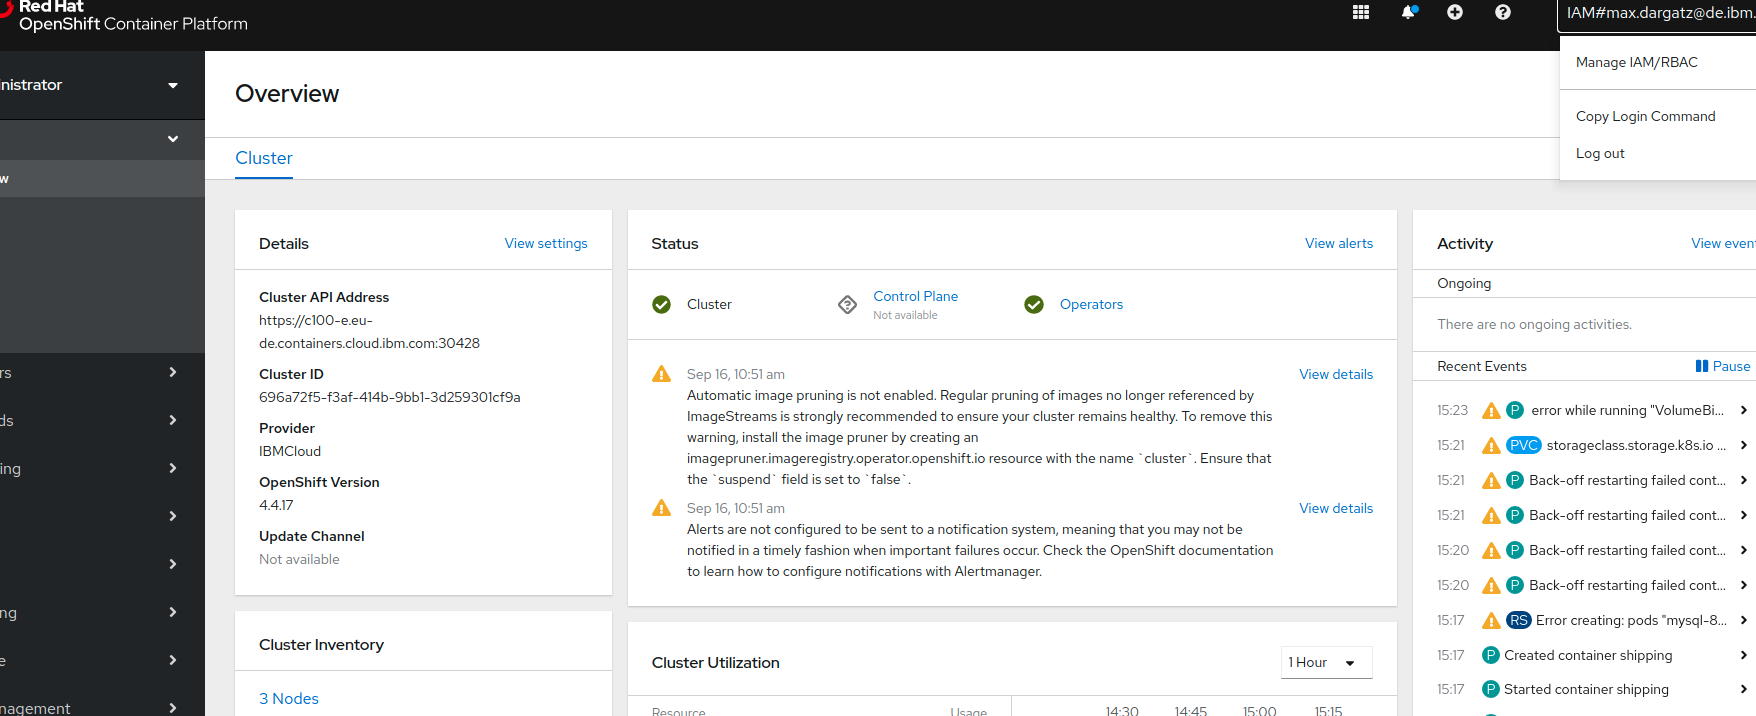 Red Hat
OpenShift Container Platform
IAM#max.dargatz@de.ibm.
Manage IAM/RBAC
Copy Login Command
Log out
nistrator
w
rs
ds
ing
ng
e
nagement
Overview
Cluster
Details
View settings
Cluster API Address
https://c100-e.eu-
de.containers.cloud.ibm.com:30428
Cluster ID
696a72f5-f3af-414b-9bb1-3d259301cf9a
Provider
IBMCloud
OpenShift Version
4.4.17
Update Channel
Not available
Cluster Inventory
3 Nodes
Status
View alerts
Cluster
Control Plane
Not available
Operators
Sep 16, 10:51 am
View details
Automatic image pruning is not enabled. Regular pruning of images no longer referenced by
ImageStreams is strongly recommended to ensure your cluster remains healthy. To remove this
warning, install the image pruner by creating an
imagepruner.imageregistry.operator.openshift.io resource with the name `cluster`. Ensure that
the `suspend` field is set to `false`.
Sep 16, 10:51 am
View details
Alerts are not configured to be sent to a notification system, meaning that you may not be
notified in a timely fashion when important failures occur. Check the OpenShift documentation
to learn how to configure notifications with Alertmanager.
Cluster Utilization
1 Hour
Resource
Usage
14:30 14:45 15:00 15:15
Activity
View even
Ongoing
There are no ongoing activities.
Recent Events
Pause
15:23 P error while running "VolumeBi...
15:21 PVC storageclass.storage.k8s.io ...
15:21 P Back-off restarting failed cont...
15:21 P Back-off restarting failed cont...
15:20 P Back-off restarting failed cont...
15:20 P Back-off restarting failed cont...
15:17 RS Error creating: pods "mysql-8...
15:17 P Created container shipping
15:17 P Started container shipping